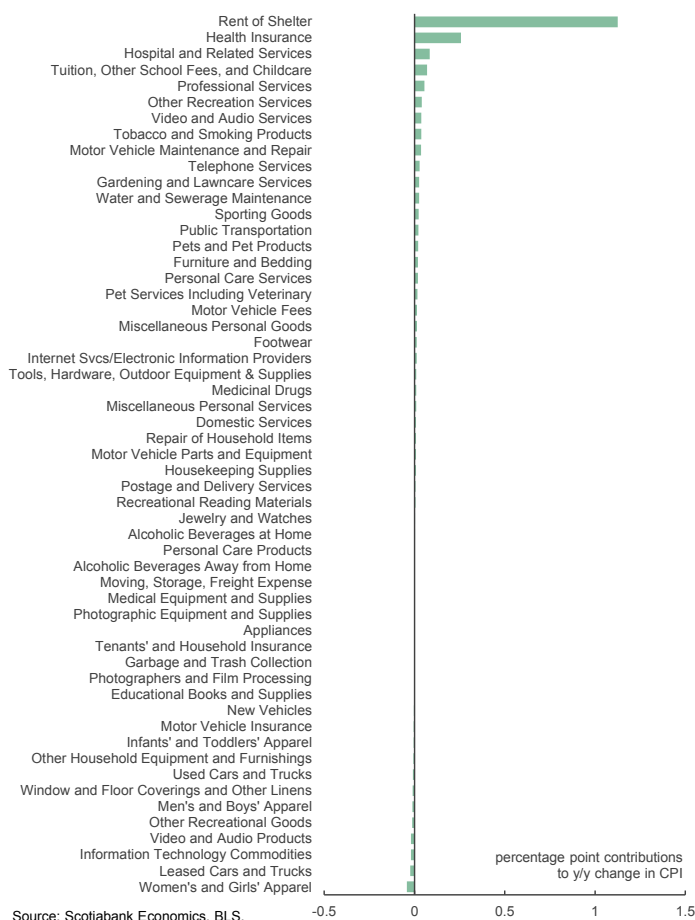 Rent of Shelter
Health Insurance
Hospital and Related Services
Tuition, Other School Fees, and Childcare
Professional Services
Other Recreation Services
Video and Audio Services
Tobacco and Smoking Products
Motor Vehicle Maintenance and Repair
Telephone Services
Gardening and Lawncare Services
Water and Sewerage Maintenance
Sporting Goods
Public Transportation
Pets and Pet Products
Furniture and Bedding
Personal Care Services
Pet Services Including Veterinary
Motor Vehicle Fees
Miscellaneous Personal Goods
Footwear
Internet Svcs/Electronic Information Providers
Tools, Hardware, Outdoor Equipment & Supplies
Medicinal Drugs
Miscellaneous Personal Services
Domestic Services
Repair of Household Items
Motor Vehicle Parts and Equipment
Housekeeping Supplies
Postage and Delivery Services
Recreational Reading Materials
Jewelry and Watches
Alcoholic Beverages at Home
Personal Care Products
Alcoholic Beverages Away from Home
Moving, Storage, Freight Expense
Medical Equipment and Supplies
Photographic Equipment and Supplies
Appliances
Tenants' and Household Insurance
Garbage and Trash Collection
Photographers and Film Processing
Educational Books and Supplies
New Vehicles
Motor Vehicle Insurance
Infants' and Toddlers' Apparel
Other Household Equipment and Furnishings
Used Cars and Trucks
Window and Floor Coverings and Other Linens
Men's and Boys' Apparel
Other Recreational Goods
Video and Audio Products
Information Technology Commodities
Leased Cars and Trucks
Women's and Girls' Apparel
percentage point contributions
to y/y change in CPI
-0.5 0 0.5 1 1.5
Source: Scotiabank Economics, BLS.